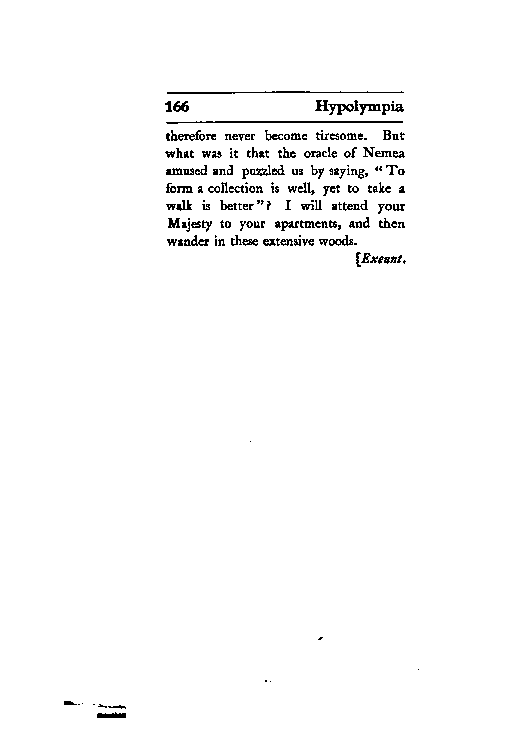 166 Hypolympia
therefore never become tiresome. But
what was it that the oracle of Nemea
amused and puzzled us by saying, “To
form a collection is well, yet to take a
walk is better”? I will attend your
Majesty to your apartments, and then
wander in these extensive woods.
[Exeunt.